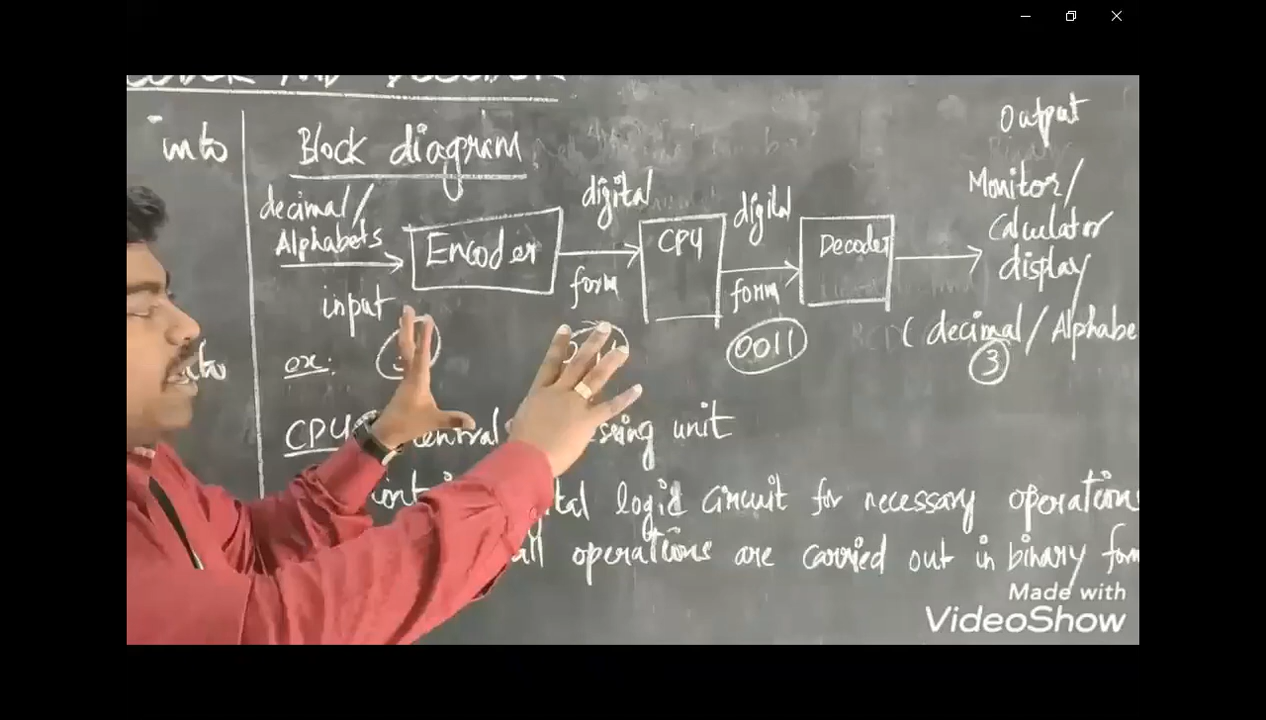 into
Block diagram
decimal/
Alphabets
input
Encoder
digital
form
CPU
digital
form
Decoder
Output
Monitor/
Calculator
display
(decimal/Alphabe
ex:
0011
3
CPU
unit
logic circuit for necessary operations
all operations are carried out in binary form
Made with
VideoShow